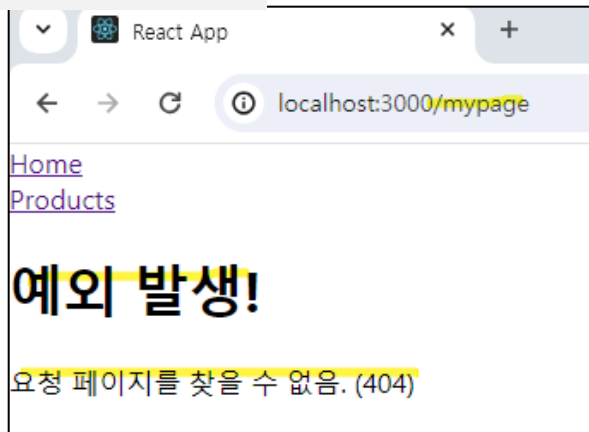 React App
localhost:3000/mypage
Home
Products
예외 발생!
요청 페이지를 찾을 수 없음. (404)